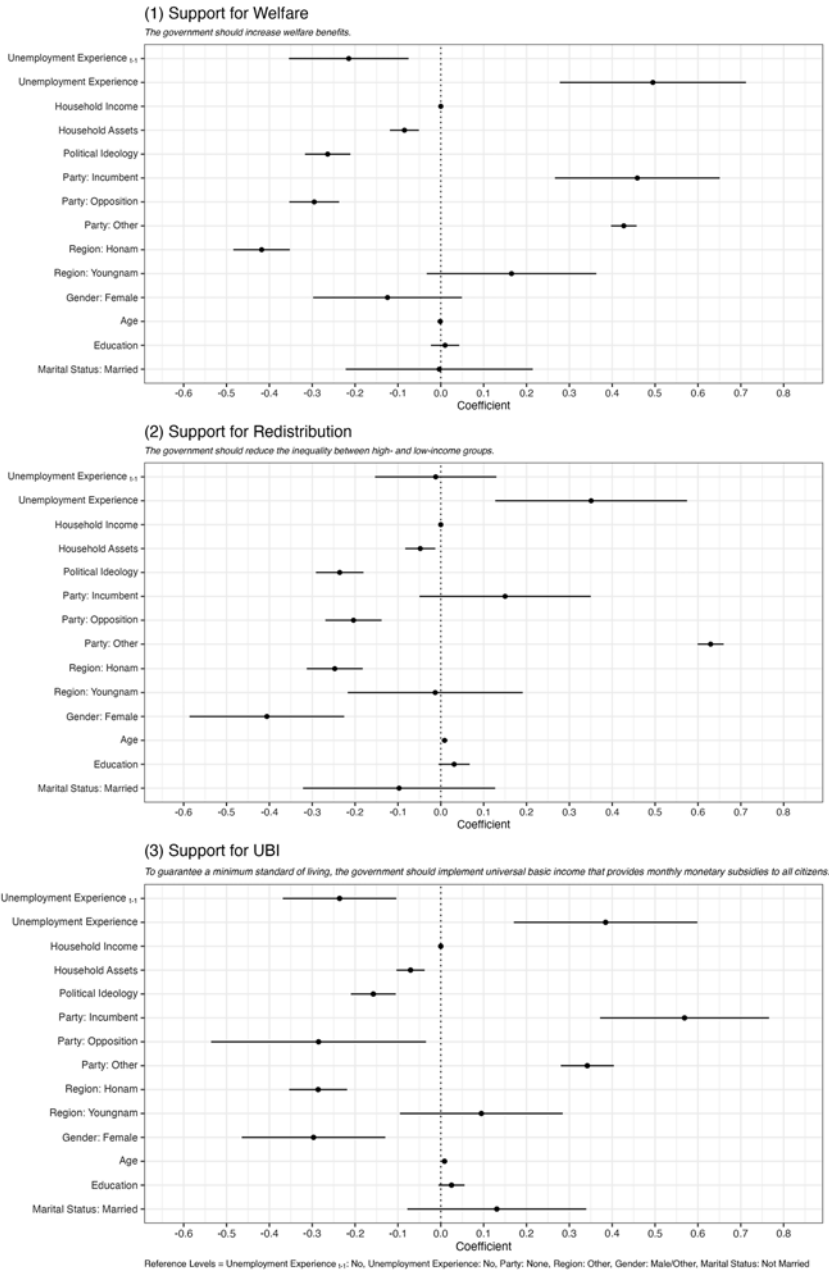 (1) Support for Welfare
The government should increase welfare benefits.
Unemployment Experience t-1
Unemployment Experience
Household Income
Household Assets
Political Ideology
Party: Incumbent
Party: Opposition
Party: Other
Region: Honam
Region: Youngnam
Gender: Female
Age
Education
Marital Status: Married
-0.6 -0.5 -0.4 -0.3 -0.2 -0.1 0.0 0.1 0.2 0.3 0.4 0.5 0.6 0.7 0.8
Coefficient
(2) Support for Redistribution
The government should reduce the inequality between high- and low-income groups.
Unemployment Experience t-1
Unemployment Experience
Household Income
Household Assets
Political Ideology
Party: Incumbent
Party: Opposition
Party: Other
Region: Honam
Region: Youngnam
Gender: Female
Age
Education
Marital Status: Married
-0.6 -0.5 -0.4 -0.3 -0.2 -0.1 0.0 0.1 0.2 0.3 0.4 0.5 0.6 0.7 0.8
Coefficient
(3) Support for UBI
To guarantee a minimum standard of living, the government should implement universal basic income that provides monthly monetary subsidies to all citizens.
Unemployment Experience t-1
Unemployment Experience
Household Income
Household Assets
Political Ideology
Party: Incumbent
Party: Opposition
Party: Other
Region: Honam
Region: Youngnam
Gender: Female
Age
Education
Marital Status: Married
-0.6 -0.5 -0.4 -0.3 -0.2 -0.1 0.0 0.1 0.2 0.3 0.4 0.5 0.6 0.7 0.8
Coefficient
Reference Levels = Unemployment Experience t-1: No, Unemployment Experience: No, Party: None, Region: Other, Gender: Male/Other, Marital Status: Not Married